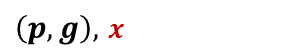 (p, g), x